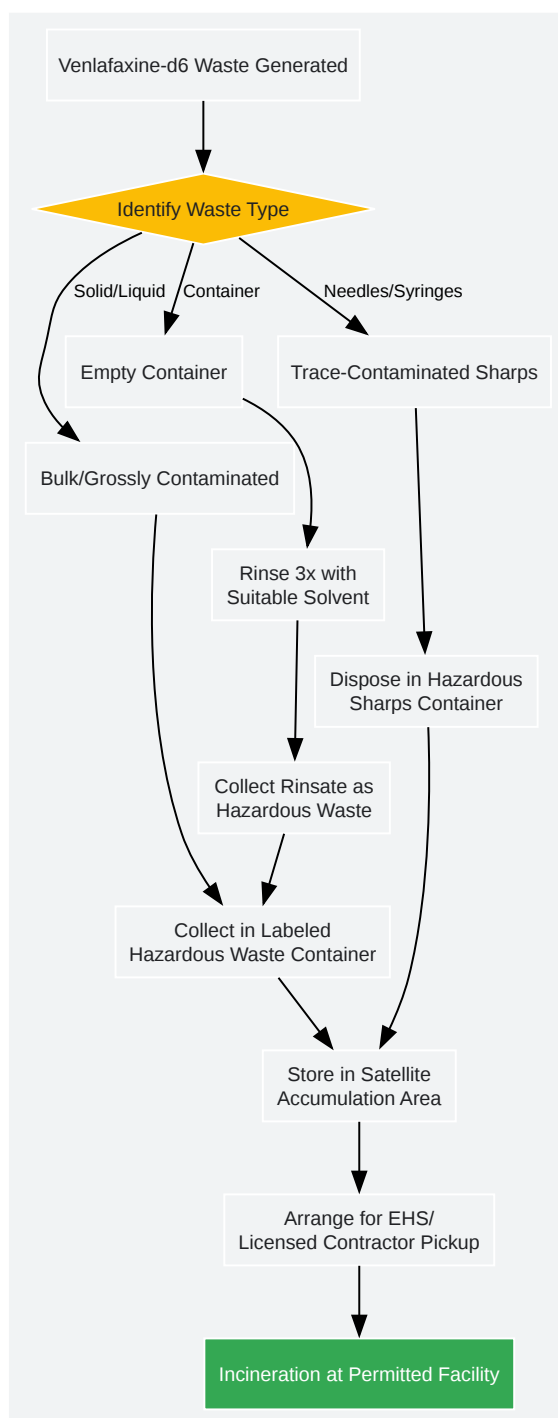 Venlafaxine-d6 Waste Generated
Identify Waste Type
Solid/Liquid
Container
Needles/Syringes
Empty Container
Trace-Contaminated Sharps
Bulk/Grossly Contaminated
Rinse 3x with
Suitable Solvent
Dispose in Hazardous
Sharps Container
Collect Rinsate as
Hazardous Waste
Collect in Labeled
Hazardous Waste Container
Store in Satellite
Accumulation Area
Arrange for EHS/
Licensed Contractor Pickup
Incineration at Permitted Facility